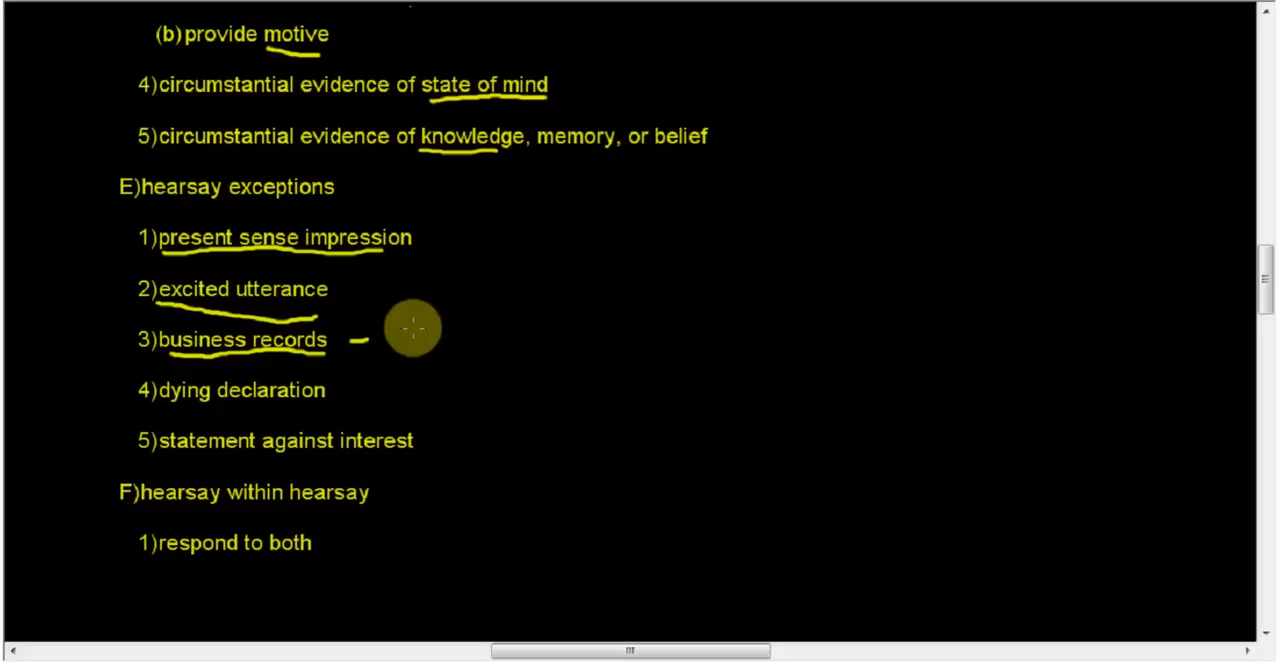 (b)provide motive
4)circumstantial evidence of state of mind
5)circumstantial evidence of knowledge, memory, or belief
E)hearsay exceptions
1)present sense impression
2)excited utterance
3)business records –
4)dying declaration
5)statement against interest
F)hearsay within hearsay
1)respond to both